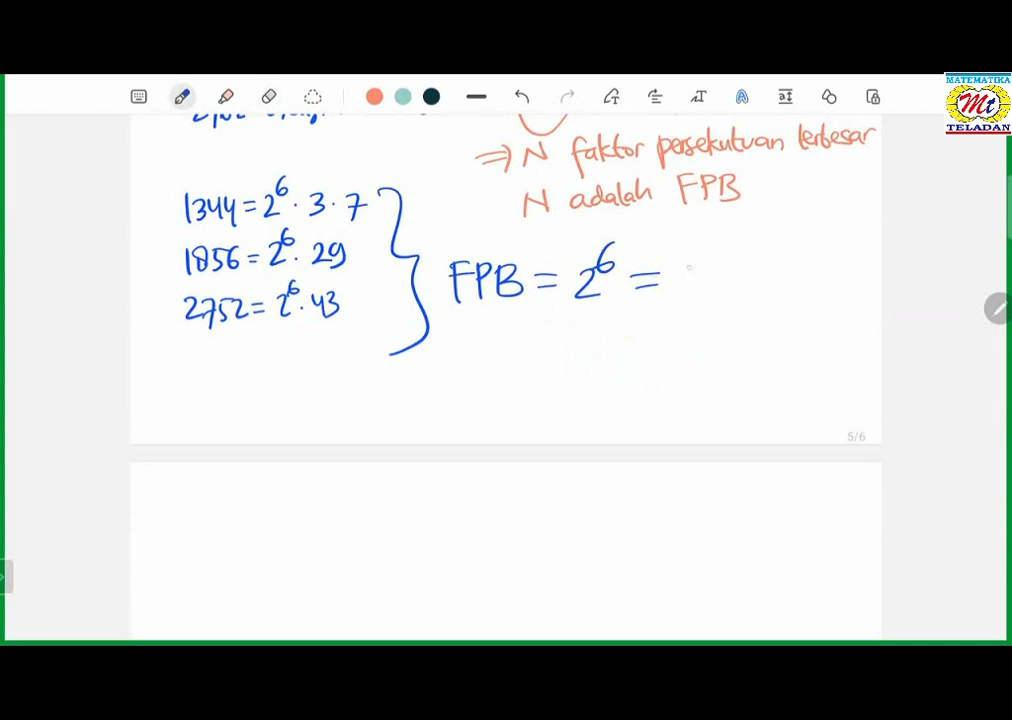 MATEMATIKA
Mt
TELADAN
⇒ N faktor persekutuan terbesar
N adalah FPB
1344 = 2⁶ · 3 · 7
1856 = 2⁶ · 29
2752 = 2⁶ · 43
FPB = 2⁶ =
5/6